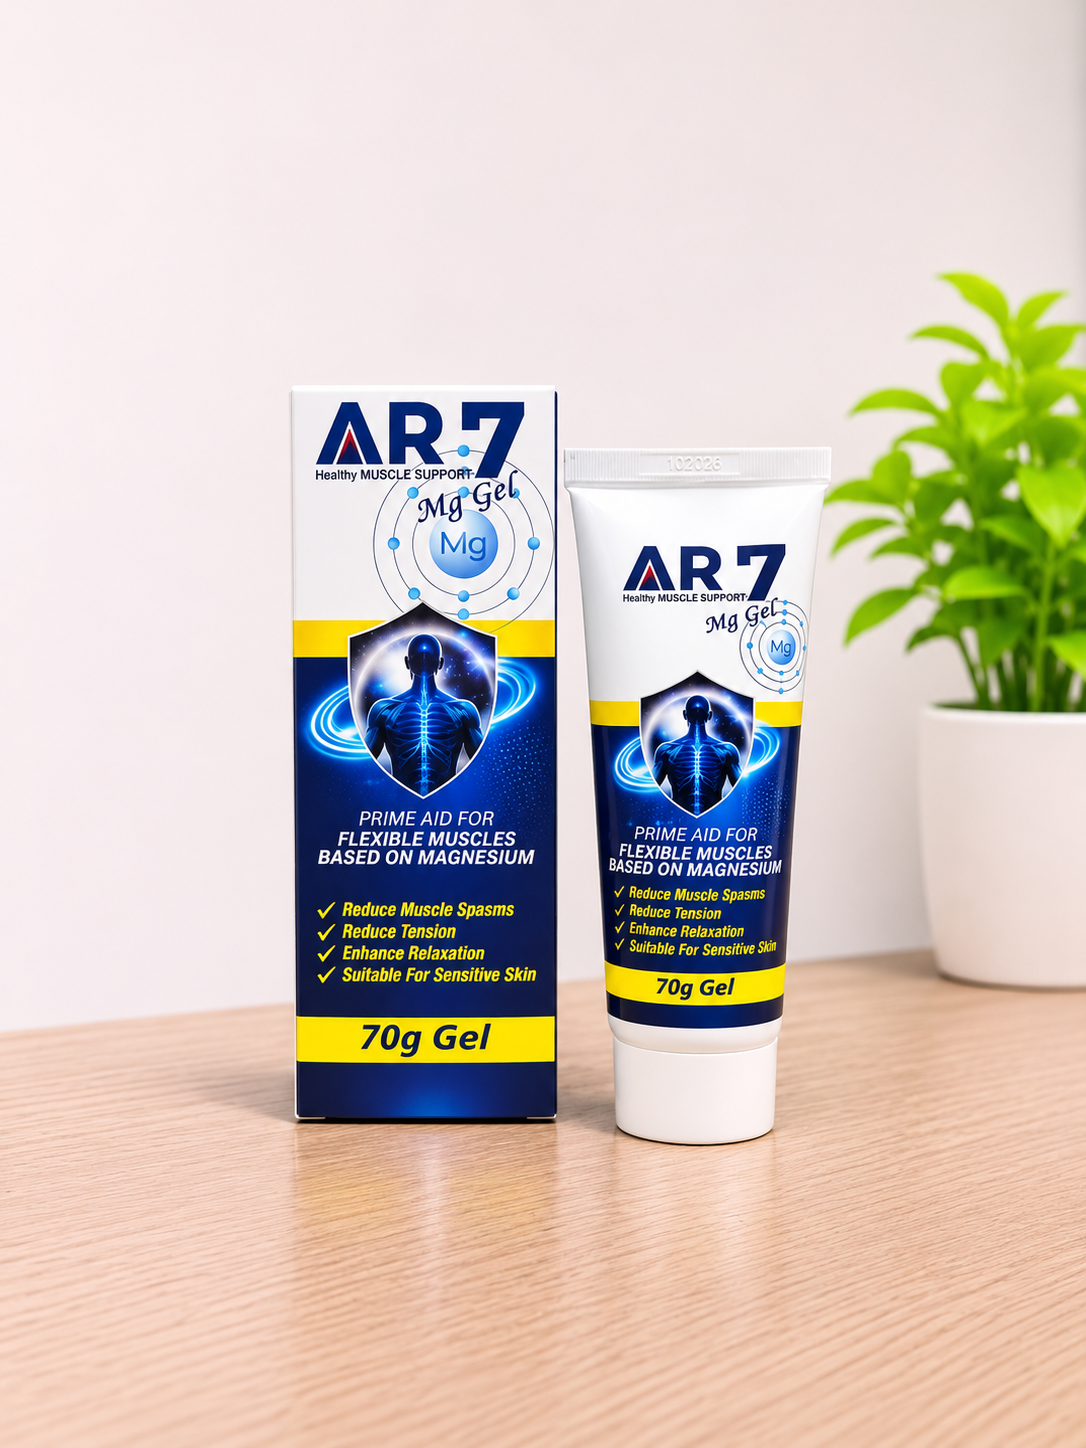 AR7
Healthy MUSCLE SUPPORT
Mg Gel
Mg
PRIME AID FOR
FLEXIBLE MUSCLES
BASED ON MAGNESIUM
✓ Reduce Muscle Spasms
✓ Reduce Tension
✓ Enhance Relaxation
✓ Suitable For Sensitive Skin
70g Gel
102026
AR7
Healthy MUSCLE SUPPORT
Mg Gel
Mg
PRIME AID FOR
FLEXIBLE MUSCLES
BASED ON MAGNESIUM
✓ Reduce Muscle Spasms
✓ Reduce Tension
✓ Enhance Relaxation
✓ Suitable For Sensitive Skin
70g Gel